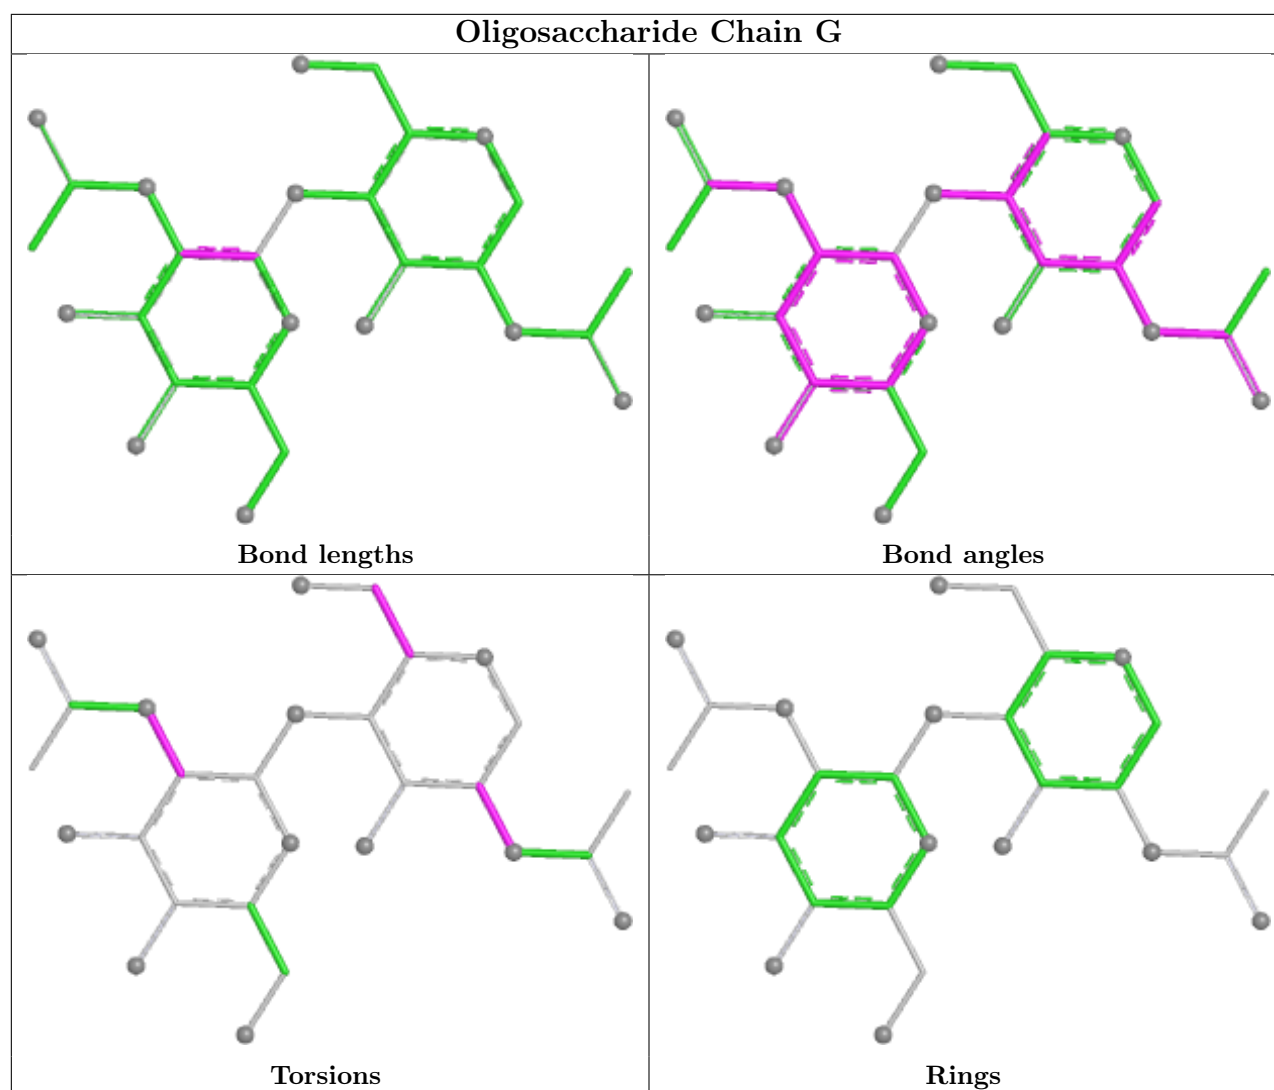 Oligosaccharide Chain G
Bond lengths
Bond angles
Torsions
Rings